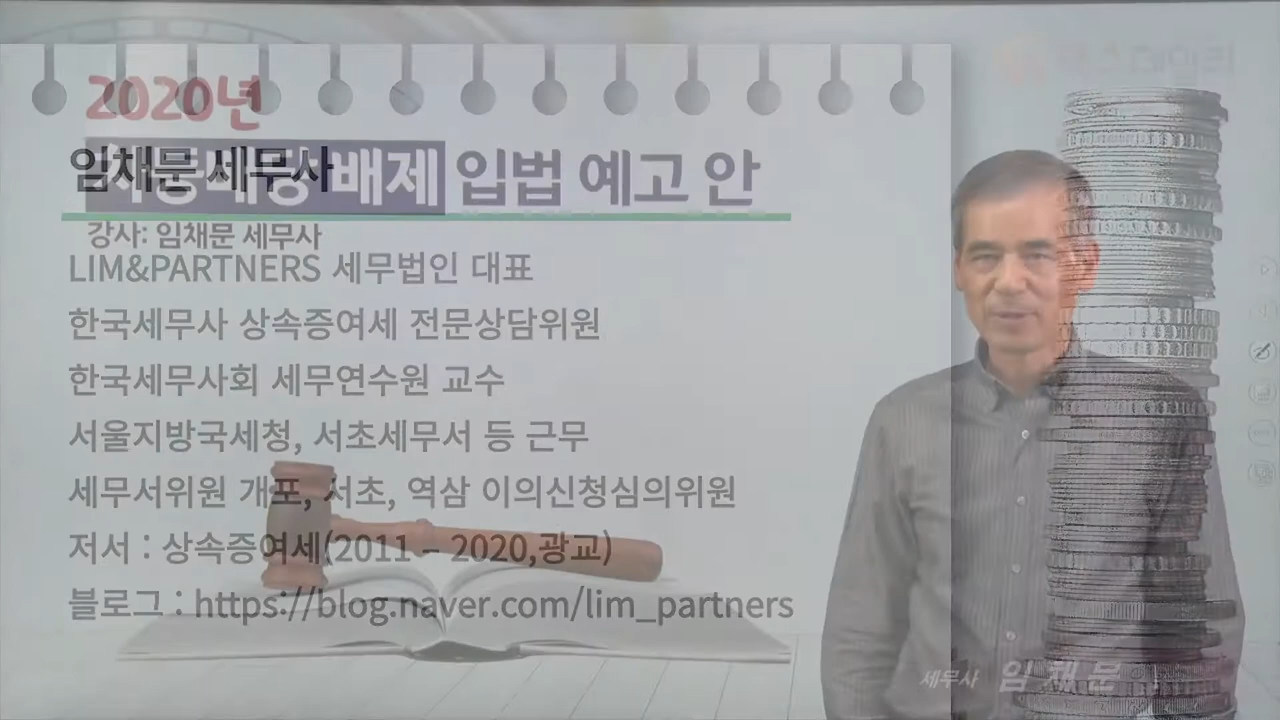 2020년
임채문 세무사
배제 입법 예고 안
강사: 임채문 세무사
LIM&PARTNERS 세무법인 대표
한국세무사 상속증여세 전문상담위원
한국세무사회 세무연수원 교수
서울지방국세청, 서초세무서 등 근무
세무서위원 개포, 서초, 역삼 이의신청심의위원
저서 : 상속증여세(2011 – 2020,광교)
블로그 : https://blog.naver.com/lim_partners
세무사 임 채 문